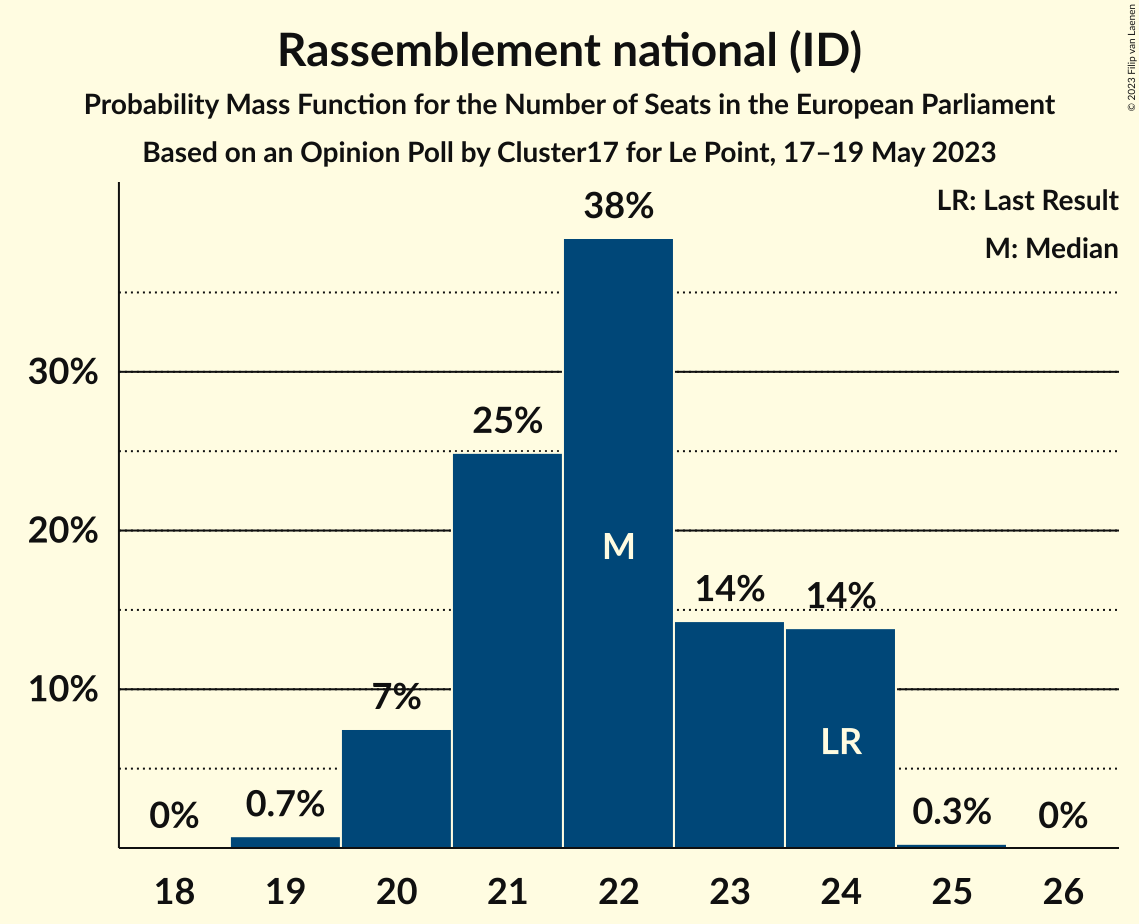 © 2023 Filip van Laenen
Rassemblement national (ID)
Probability Mass Function for the Number of Seats in the European Parliament
Based on an Opinion Poll by Cluster17 for Le Point, 17–19 May 2023
LR: Last Result
M: Median
38%
30%
25%
20%
M
14%
14%
10%
7%
LR
0%
0.7%
0.3%
0%
18 19 20 21 22 23 24 25 26